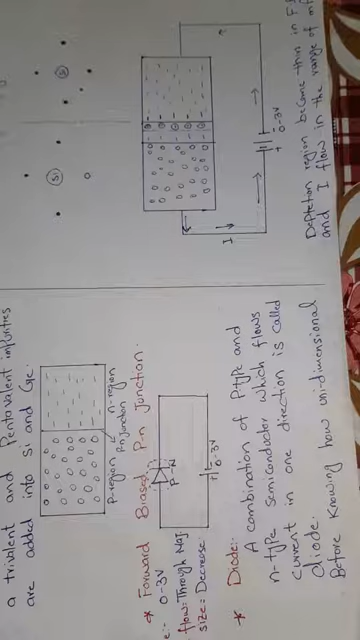 a trivalent and Pentavalent impurities
are added into Si and Ge.
P-region
n-region
Pn junction
* Forward Biased P-n Junction:
0-3V
flow:- Through
size:- Decrease
P N
+
0-3V
* Diode:-
A combination of P-type and
n-type semiconductor which flows
current in one direction is called
diode.
Before knowing how uni-dimensional
Si
Si
e
I
+
0-3V
Depletion region become thin in
and I flow in the range of